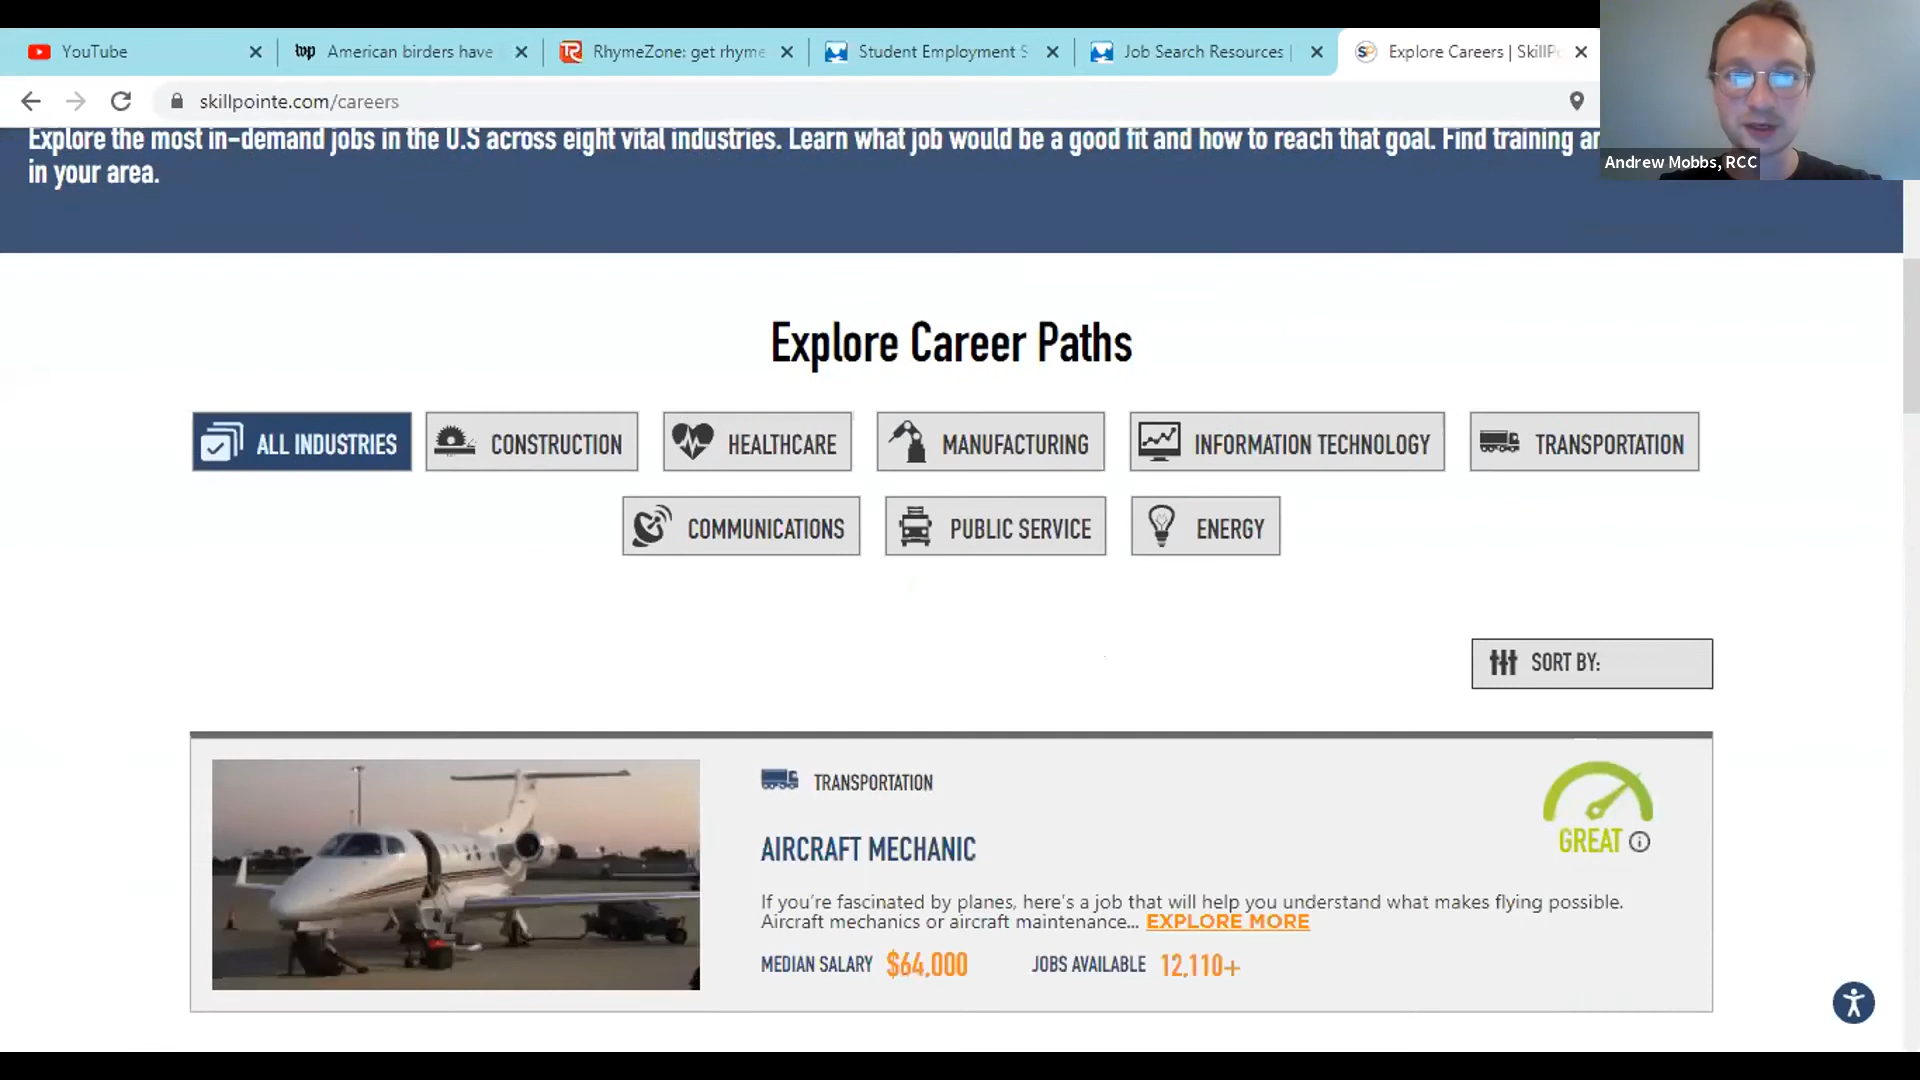 YouTube
American birders have
RhymeZone: get rhyme
Student Employment S
Job Search Resources |
Explore Careers | SkillPo
skillpointe.com/careers
Explore the most in-demand jobs in the U.S across eight vital industries. Learn what job would be a good fit and how to reach that goal. Find training
in your area.
Andrew Mobbs, RCC
Explore Career Paths
ALL INDUSTRIES
CONSTRUCTION
HEALTHCARE
MANUFACTURING
INFORMATION TECHNOLOGY
TRANSPORTATION
COMMUNICATIONS
PUBLIC SERVICE
ENERGY
SORT BY:
TRANSPORTATION
GREAT
AIRCRAFT MECHANIC
If you’re fascinated by planes, here’s a job that will help you understand what makes flying possible.
Aircraft mechanics or aircraft maintenance... EXPLORE MORE
MEDIAN SALARY $64,000 JOBS AVAILABLE 12,110+